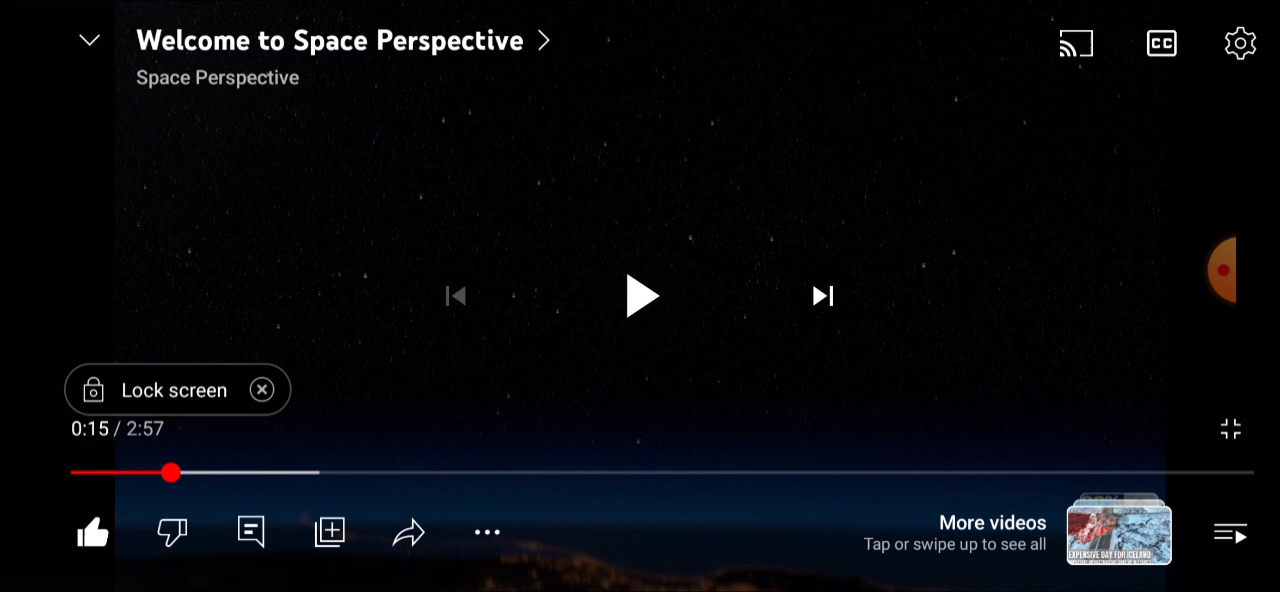 Welcome to Space Perspective
Space Perspective
CC
Lock screen
0:15 / 2:57
More videos
Tap or swipe up to see all
EXPENSIVE DAY FOR ICELAND